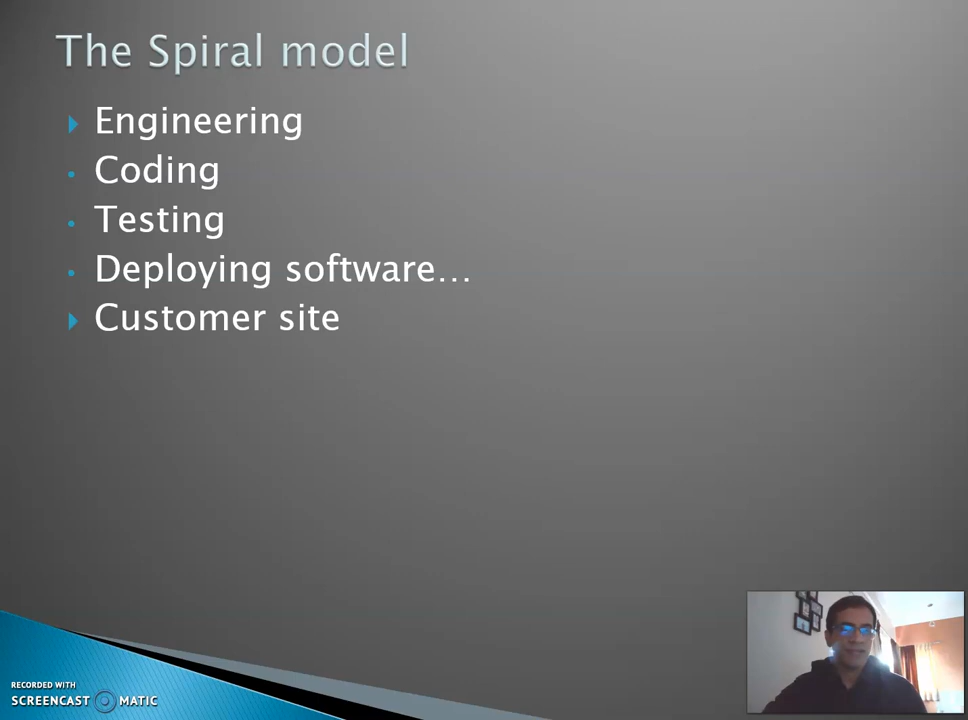 The Spiral model
Engineering
Coding
Testing
Deploying software...
Customer site
RECORDED WITH
SCREENCAST MATIC